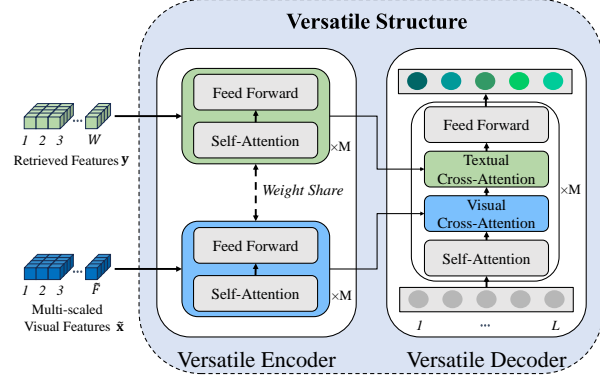 Versatile Structure
Feed Forward
Self-Attention
×M
1 2 3 ... W
Retrieved Features y
Weight Share
Feed Forward
Self-Attention
×M
1 2 3 ... F̃
Multi-scaled
Visual Features x̃
Versatile Encoder
Feed Forward
Textual
Cross-Attention
Visual
Cross-Attention
Self-Attention
×M
1 ... L
Versatile Decoder